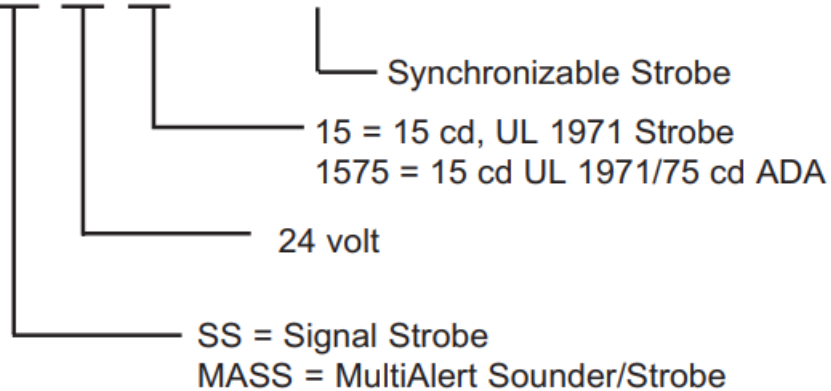 Synchronizable Strobe
15 = 15 cd, UL 1971 Strobe
1575 = 15 cd UL 1971/75 cd ADA
24 volt
SS = Signal Strobe
MASS = MultiAlert Sounder/Strobe